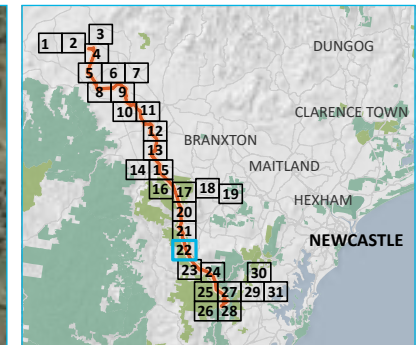 3
1 2
4
DUNGOG
5 6 7
8 9
10 11
CLARENCE TOWN
12
BRANXTON
13
MAITLAND
14 15
16 17 18 19
HEXHAM
20
21
NEWCASTLE
22
23 24 30
25 27 29 31
26 28